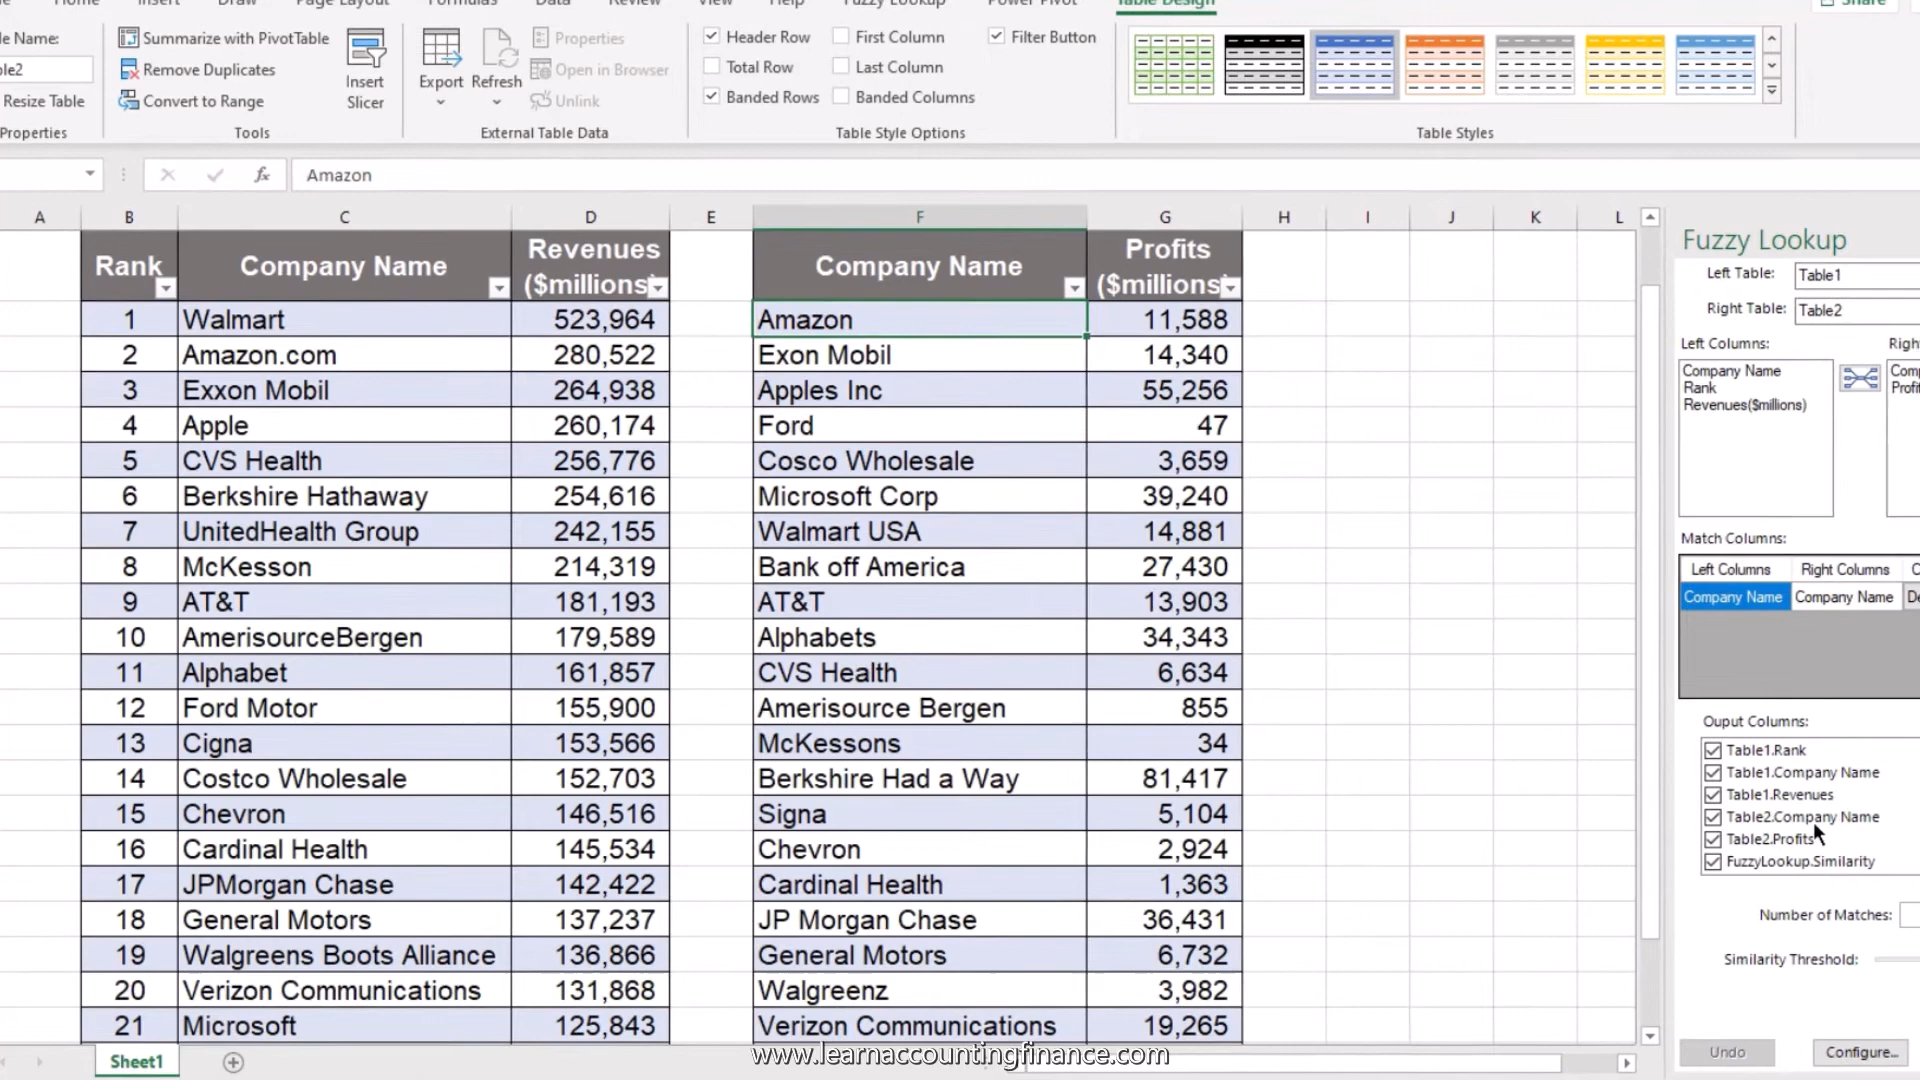 Home Insert Draw Page Layout Formulas Data Review View Help Fuzzy Lookup Power Pivot Table Design Share
Name:
Summarize with PivotTable
Remove Duplicates
Convert to Range
Resize Table
Properties
Tools
Insert Slicer
Export
Refresh
Properties
Open in Browser
Unlink
External Table Data
Header Row
Total Row
Banded Rows
First Column
Last Column
Banded Columns
Filter Button
Table Style Options
Table Styles
fx Amazon
A B C D E F G H I J K L
Rank Company Name Revenues ($millions) Company Name Profits ($millions)
1 Walmart 523,964 Amazon 11,588
2 Amazon.com 280,522 Exon Mobil 14,340
3 Exxon Mobil 264,938 Apples Inc 55,256
4 Apple 260,174 Ford 47
5 CVS Health 256,776 Cosco Wholesale 3,659
6 Berkshire Hathaway 254,616 Microsoft Corp 39,240
7 UnitedHealth Group 242,155 Walmart USA 14,881
8 McKesson 214,319 Bank off America 27,430
9 AT&T 181,193 AT&T 13,903
10 AmerisourceBergen 179,589 Alphabets 34,343
11 Alphabet 161,857 CVS Health 6,634
12 Ford Motor 155,900 Amerisource Bergen 855
13 Cigna 153,566 McKessons 34
14 Costco Wholesale 152,703 Berkshire Had a Way 81,417
15 Chevron 146,516 Signa 5,104
16 Cardinal Health 145,534 Chevron 2,924
17 JPMorgan Chase 142,422 Cardinal Health 1,363
18 General Motors 137,237 JP Morgan Chase 36,431
19 Walgreens Boots Alliance 136,866 General Motors 6,732
20 Verizon Communications 131,868 Walgreenz 3,982
21 Microsoft 125,843 Verizon Communications 19,265
Sheet1
www.learnaccountingfinance.com
Fuzzy Lookup
Left Table: Table1
Right Table: Table2
Left Columns:
Company Name
Rank
Revenues($millions)
Match Columns:
Left Columns Right Columns
Company Name Company Name
Ouput Columns:
Table1.Rank
Table1.Company Name
Table1.Revenues
Table2.Company Name
Table2.Profits
FuzzyLookup.Similarity
Number of Matches:
Similarity Threshold:
Undo Configure...